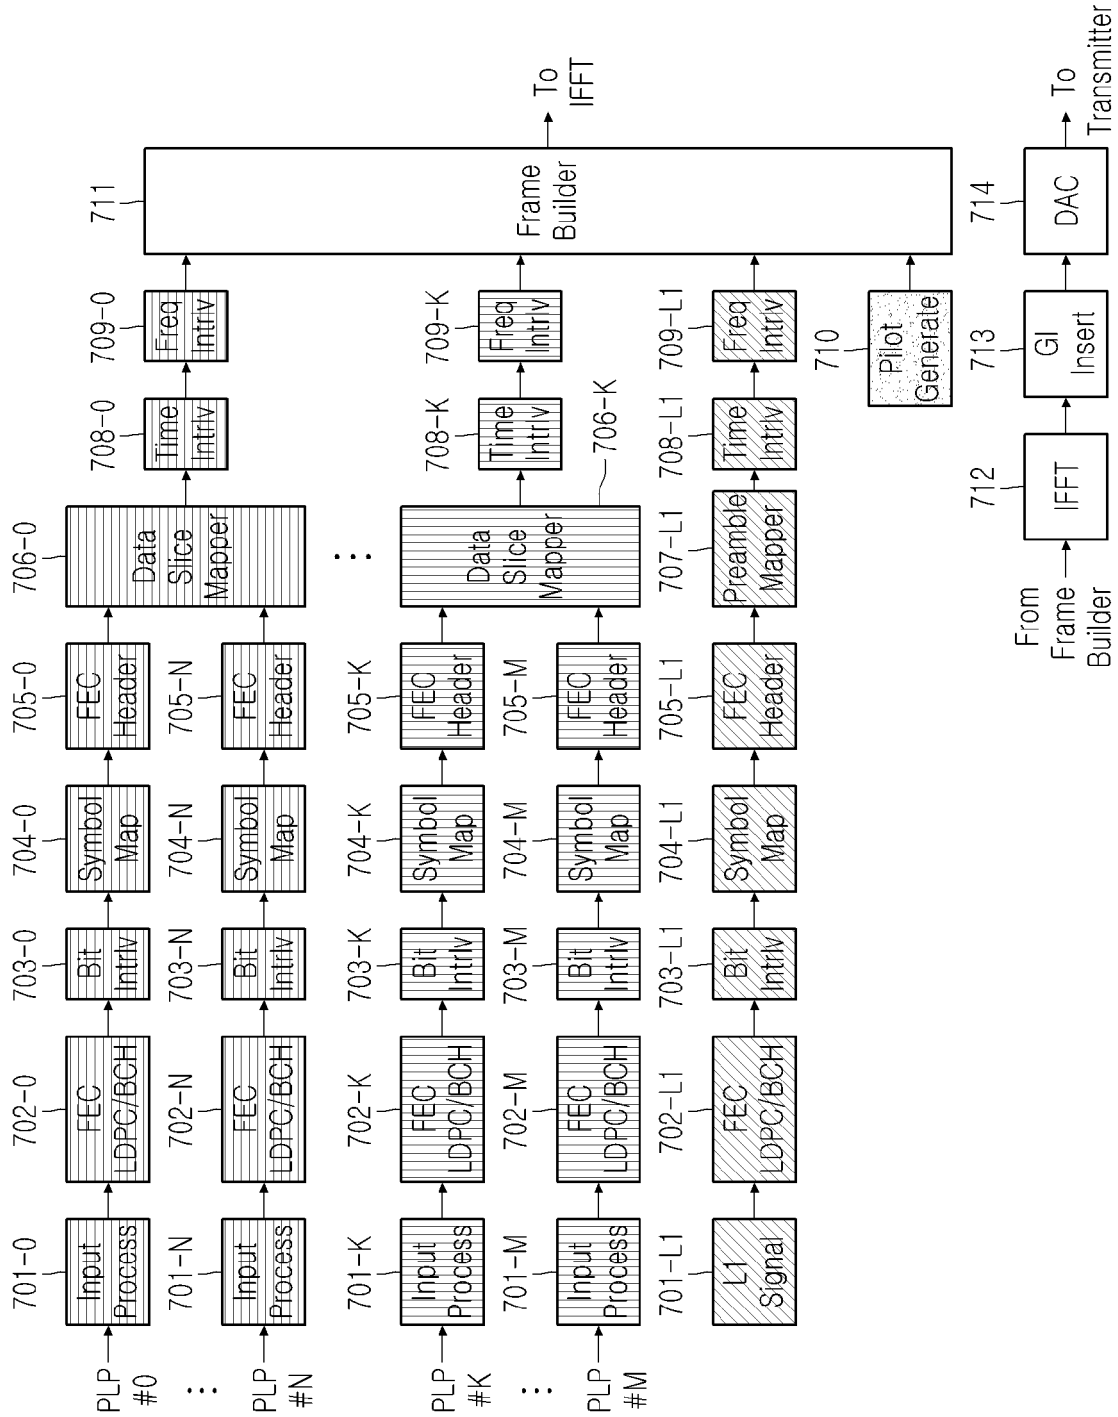 PLP
#0
701-0
Input
Process
702-0
FEC
LDPC/BCH
703-0
Bit
Intrlv
704-0
Symbol
Map
705-0
FEC
Header
706-0
Data
Slice
Mapper
708-0
Time
Intrlv
709-0
Freq
Intrlv
711
Frame
Builder
To
IFFT
...
PLP
#N
701-N
Input
Process
702-N
FEC
LDPC/BCH
703-N
Bit
Intrlv
704-N
Symbol
Map
705-N
FEC
Header
...
PLP
#K
701-K
Input
Process
702-K
FEC
LDPC/BCH
703-K
Bit
Intrlv
704-K
Symbol
Map
705-K
FEC
Header
Data
Slice
Mapper
706-K
708-K
Time
Intrlv
709-K
Freq
Intrlv
...
PLP
#M
701-M
Input
Process
702-M
FEC
LDPC/BCH
703-M
Bit
Intrlv
704-M
Symbol
Map
705-M
FEC
Header
701-L1
L1
Signal
702-L1
FEC
LDPC/BCH
703-L1
Bit
Intrlv
704-L1
Symbol
Map
705-L1
FEC
Header
707-L1
Preamble
Mapper
708-L1
Time
Intrlv
709-L1
Freq
Intrlv
710
Pilot
Generate
From
Frame
Builder
712
IFFT
713
GI
Insert
714
DAC
To
Transmitter